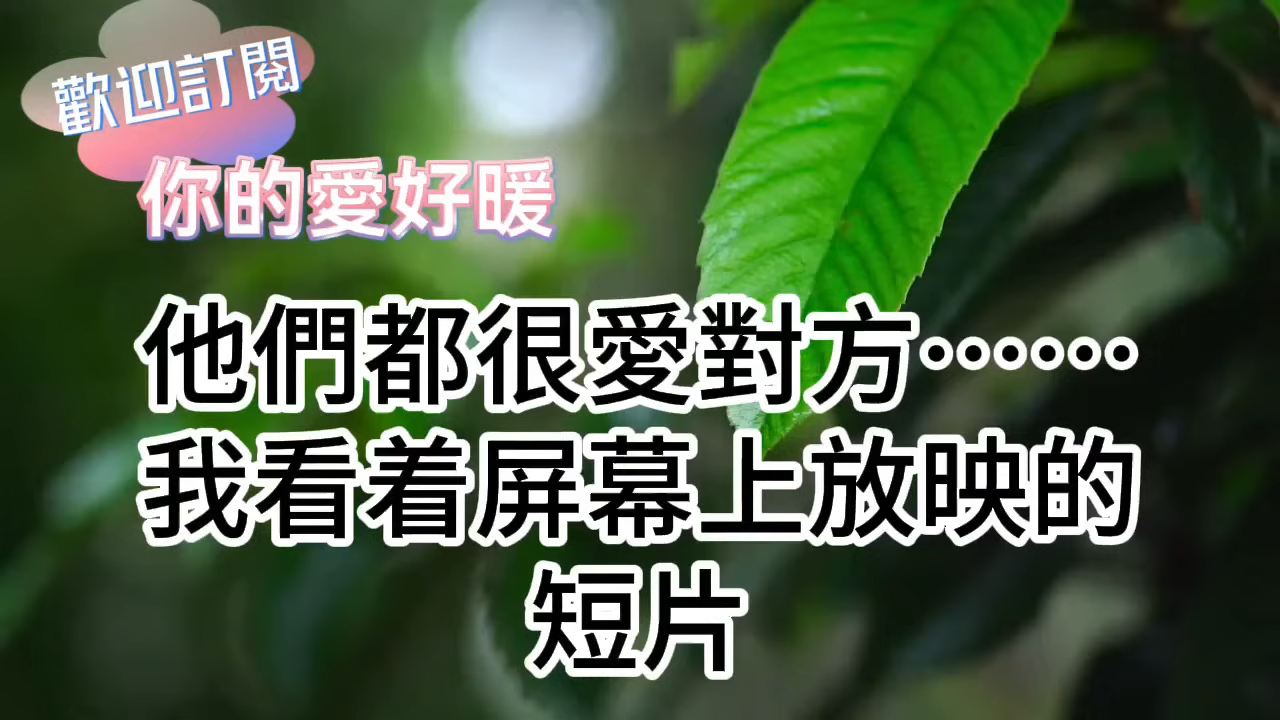 歡迎訂閱
你的愛好暖
他們都很愛對方⋯⋯
我看着屏幕上放映的
短片